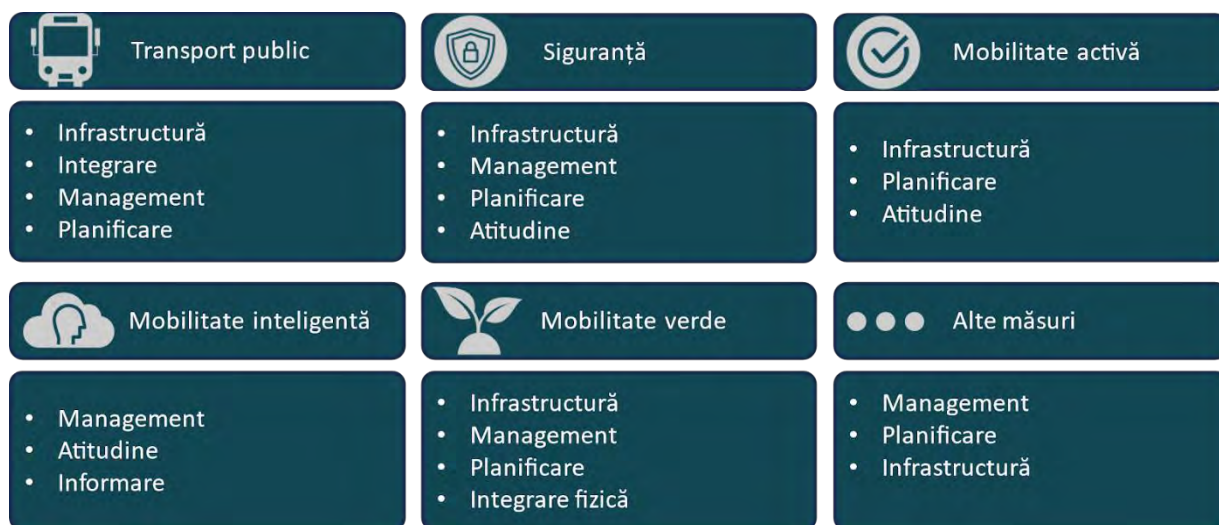 Transport public
• Infrastructură
• Integrare
• Management
• Planificare
Siguranță
• Infrastructură
• Management
• Planificare
• Atitudine
Mobilitate activă
• Infrastructură
• Planificare
• Atitudine
Mobilitate inteligentă
• Management
• Atitudine
• Informare
Mobilitate verde
• Infrastructură
• Management
• Planificare
• Integrare fizică
Alte măsuri
• Management
• Planificare
• Infrastructură